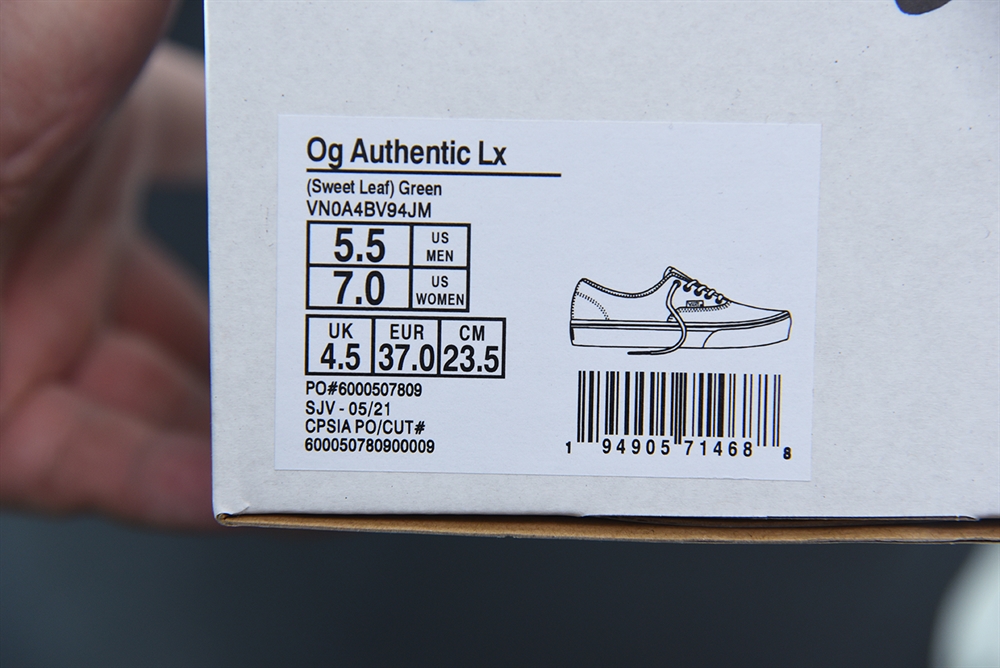 Og Authentic Lx
(Sweet Leaf) Green
VN0A4BV94JM
5.5 US MEN
7.0 US WOMEN
UK EUR CM
4.5 37.0 23.5
PO#6000507809
SJV - 05/21
CPSIA PO/CUT#
600050780900009
1 94905 71468 8